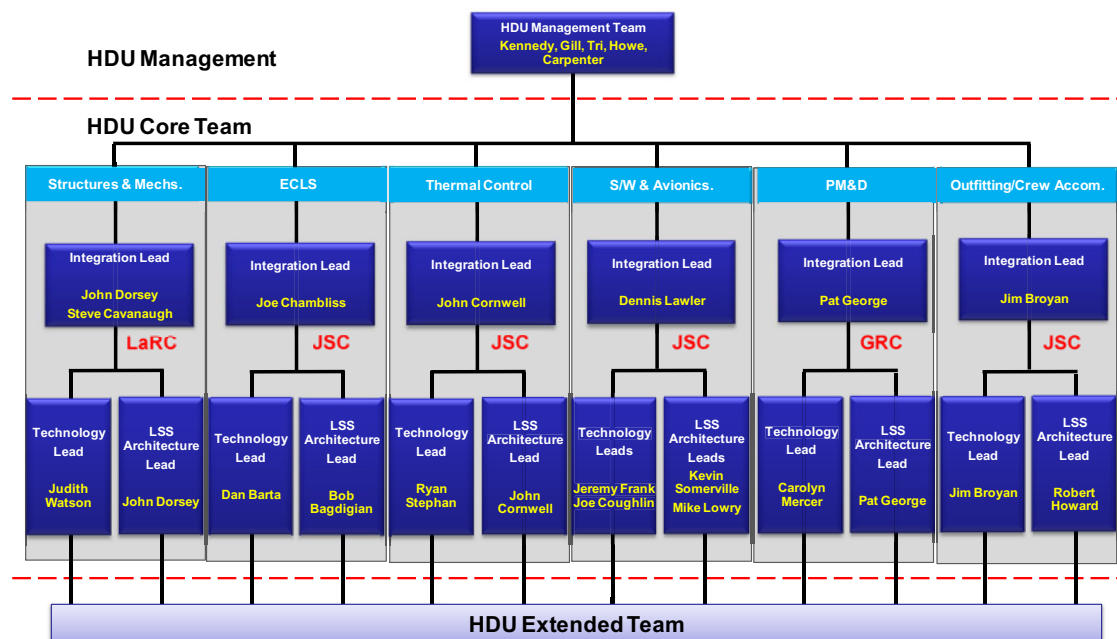 HDU Management Team
Kennedy, Gill, Tri, Howe,
Carpenter
HDU Management
HDU Core Team
Structures & Mechs.
ECLS
Thermal Control
S/W & Avionics.
PM&D
Outfitting/Crew Accom.
Integration Lead
John Dorsey
Steve Cavanaugh
LaRC
Integration Lead
Joe Chambliss
JSC
Integration Lead
John Cornwell
JSC
Integration Lead
Dennis Lawler
JSC
Integration Lead
Pat George
GRC
Integration Lead
Jim Broyan
JSC
Technology
Lead
Judith
Watson
LSS
Architecture
Lead
John Dorsey
Technology
Lead
Dan Barta
LSS
Architecture
Lead
Bob
Bagdigian
Technology
Lead
Ryan
Stephan
LSS
Architecture
Lead
John
Cornwell
Technology
Leads
Jeremy Frank
Joe Coughlin
LSS
Architecture
Leads
Kevin
Somerville
Mike Lowry
Technology
Lead
Carolyn
Mercer
LSS
Architecture
Lead
Pat George
Technology
Lead
Jim Broyan
LSS
Architecture
Lead
Robert
Howard
HDU Extended Team